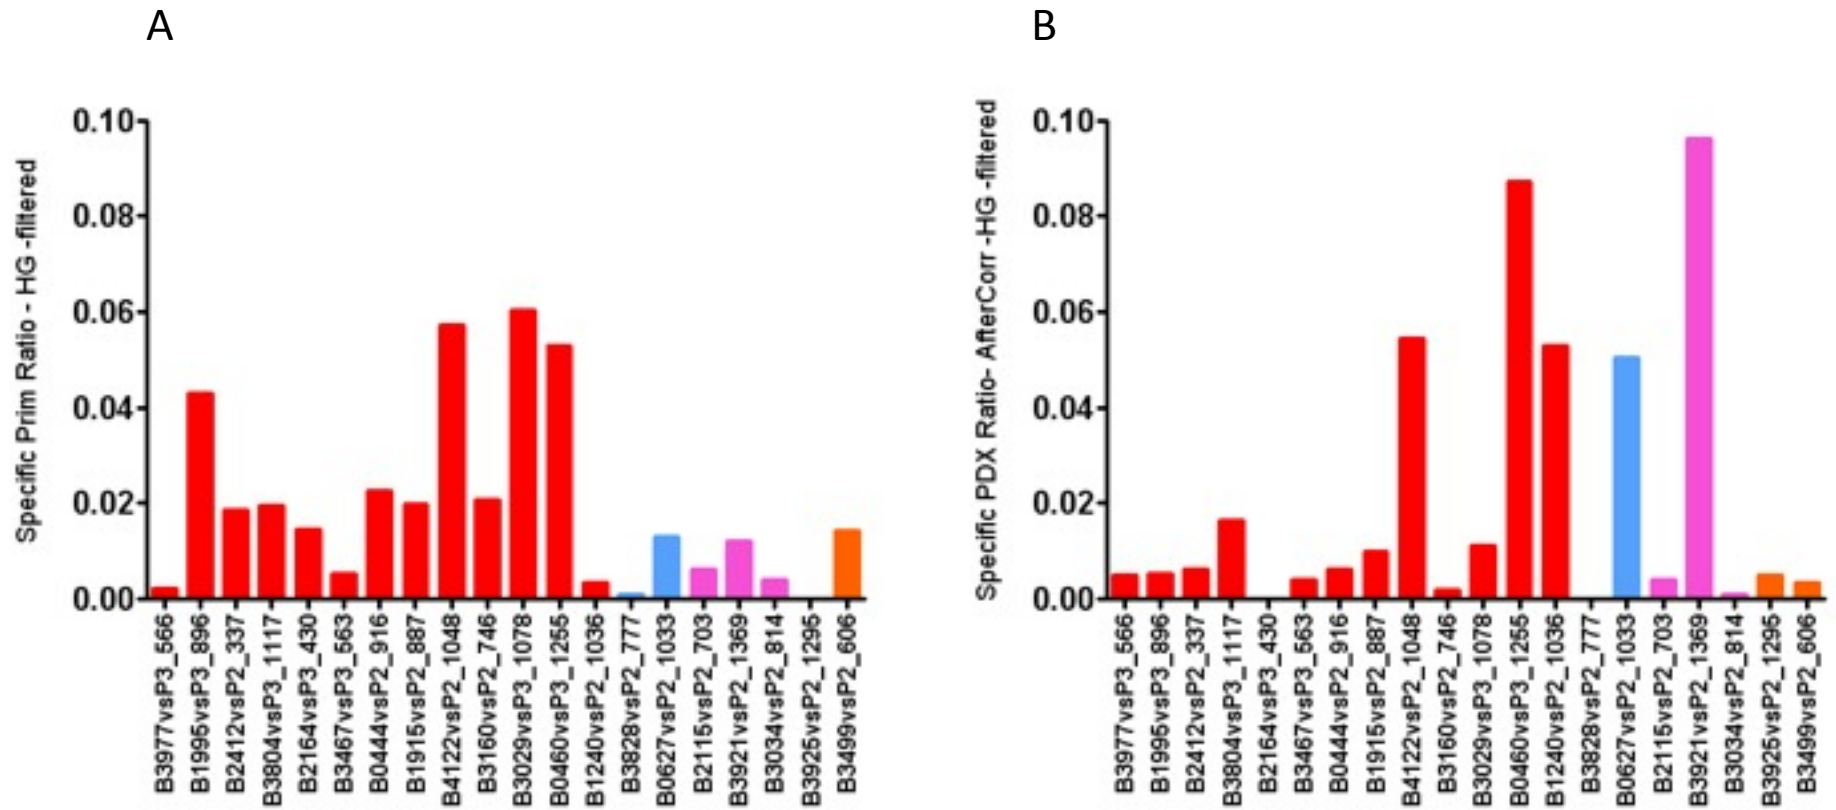 A
Specific Prim Ratio - HG -filtered
0.10
0.08
0.06
0.04
0.02
0.00
B3977vsP3_566
B1995vsP3_896
B2412vsP2_337
B3804vsP3_1117
B2164vsP3_430
B3467vsP3_563
B0444vsP2_916
B1915vsP2_887
B4122vsP2_1048
B3160vsP2_746
B3029vsP3_1078
B0460vsP3_1255
B1240vsP2_1036
B3828vsP2_777
B0627vsP2_1033
B2115vsP2_703
B3921vsP2_1369
B3034vsP2_814
B3925vsP2_1295
B3499vsP2_606
B
Specific PDX Ratio- AfterCorr -HG -filtered
0.10
0.08
0.06
0.04
0.02
0.00
B3977vsP3_566
B1995vsP3_896
B2412vsP2_337
B3804vsP3_1117
B2164vsP3_430
B3467vsP3_563
B0444vsP2_916
B1915vsP2_887
B4122vsP2_1048
B3160vsP2_746
B3029vsP3_1078
B0460vsP3_1255
B1240vsP2_1036
B3828vsP2_777
B0627vsP2_1033
B2115vsP2_703
B3921vsP2_1369
B3034vsP2_814
B3925vsP2_1295
B3499vsP2_606